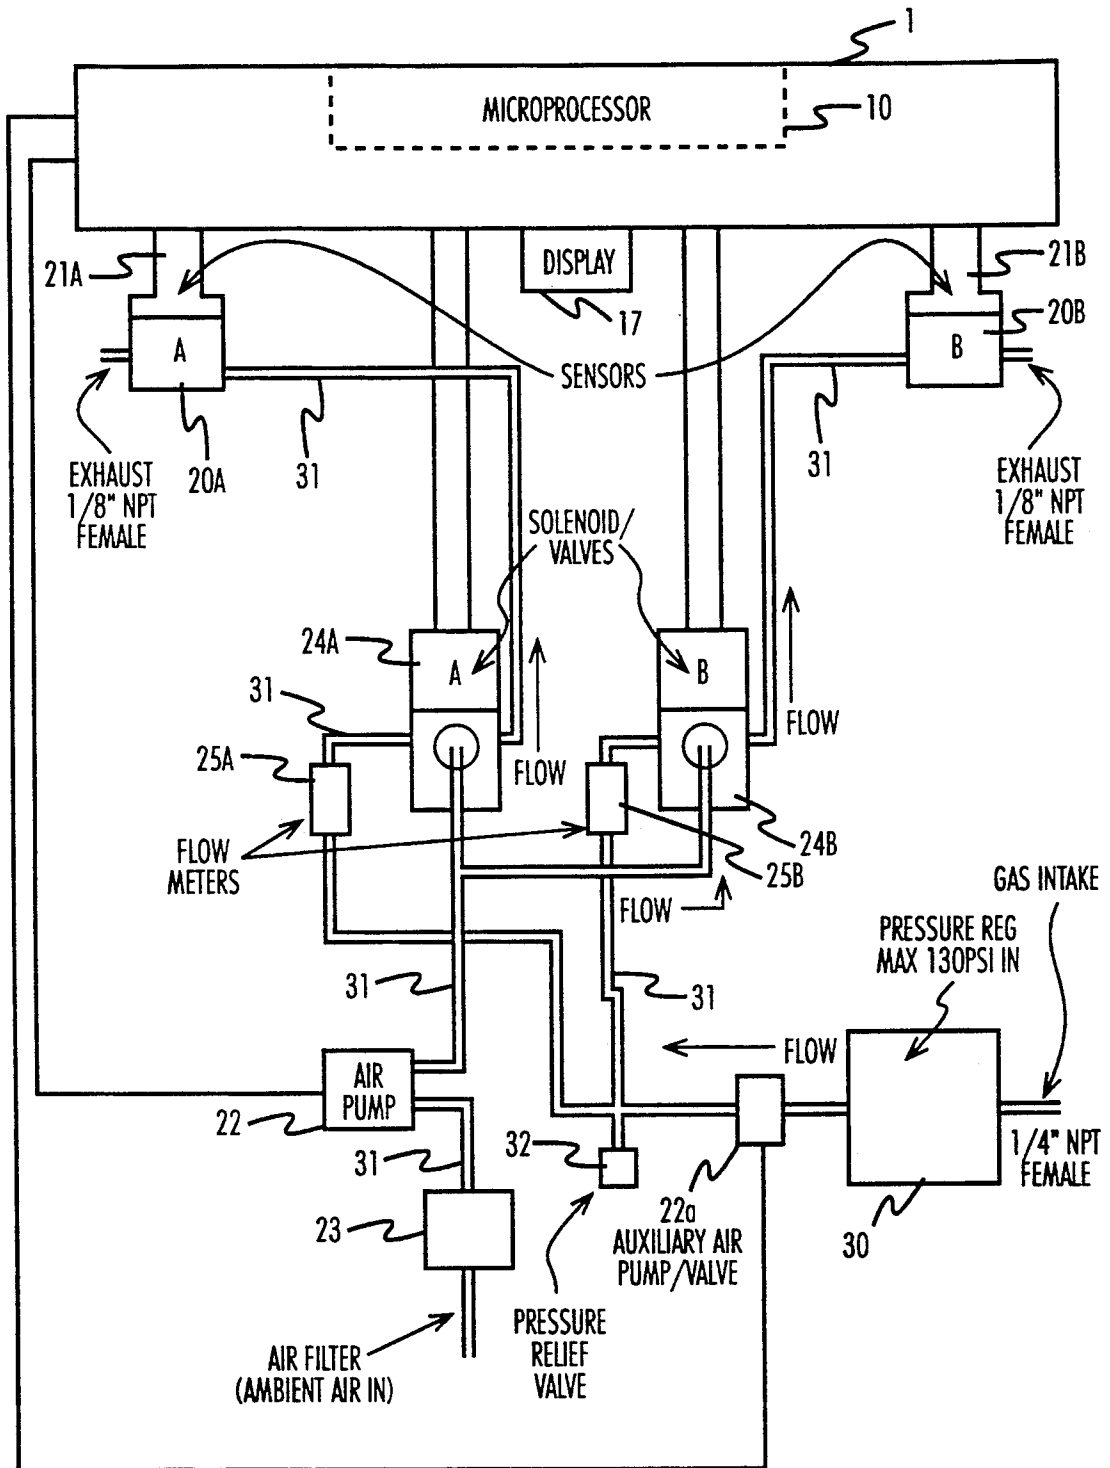 1
MICROPROCESSOR
10
21A
DISPLAY
21B
17
20B
A
B
SENSORS
EXHAUST
1/8" NPT
FEMALE
20A
31
31
EXHAUST
1/8" NPT
FEMALE
SOLENOID/
VALVES
24A
A
B
31
FLOW
25A
FLOW
24B
FLOW
METERS
25B
GAS INTAKE
FLOW
PRESSURE REG
MAX 130PSI IN
31
31
FLOW
AIR
PUMP
22
32
1/4" NPT
FEMALE
31
23
22a
AUXILIARY AIR
PUMP/VALVE
30
PRESSURE
RELIEF
VALVE
AIR FILTER
(AMBIENT AIR IN)